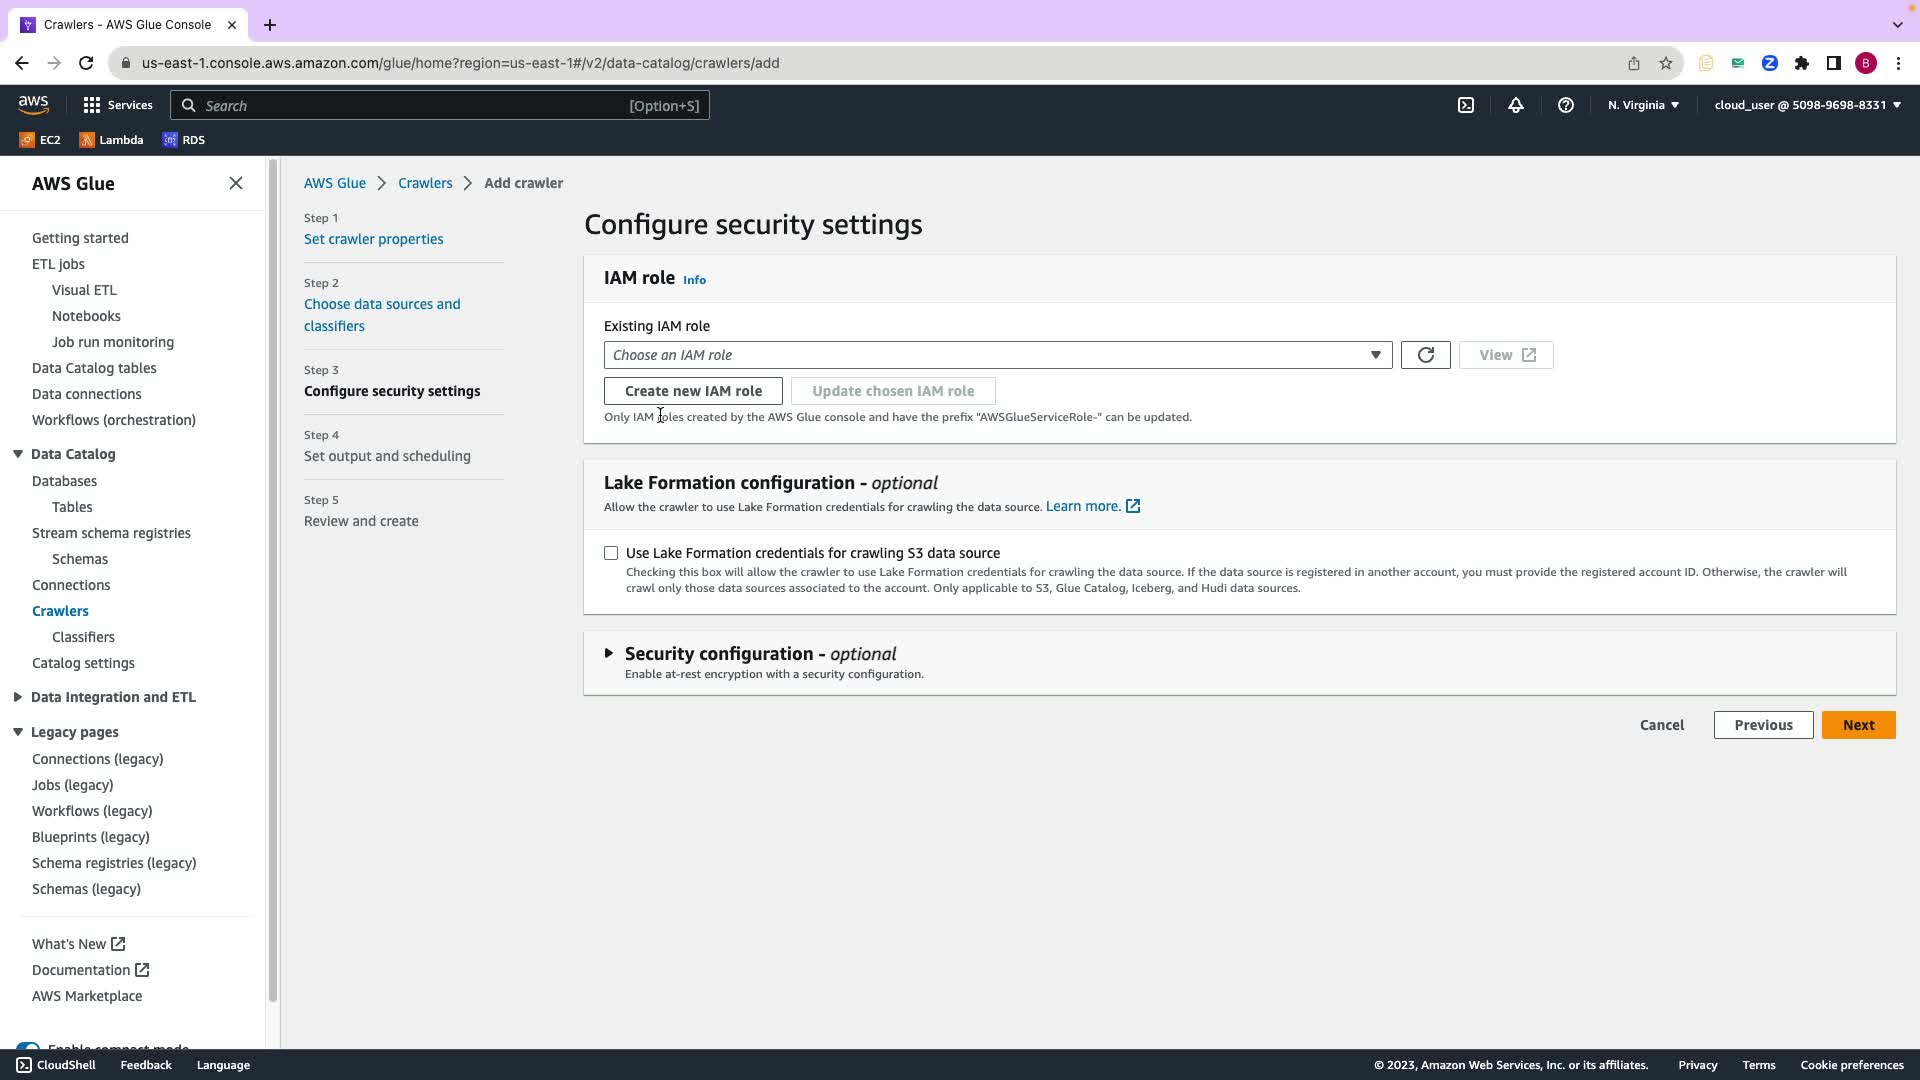 Crawlers - AWS Glue Console
us-east-1.console.aws.amazon.com/glue/home?region=us-east-1#/v2/data-catalog/crawlers/add
B
aws
Services
Search
[Option+S]
N. Virginia
cloud_user @ 5098-9698-8331
EC2
Lambda
RDS
AWS Glue
Getting started
ETL jobs
Visual ETL
Notebooks
Job run monitoring
Data Catalog tables
Data connections
Workflows (orchestration)
Data Catalog
Databases
Tables
Stream schema registries
Schemas
Connections
Crawlers
Classifiers
Catalog settings
Data Integration and ETL
Legacy pages
Connections (legacy)
Jobs (legacy)
Workflows (legacy)
Blueprints (legacy)
Schema registries (legacy)
Schemas (legacy)
What's New
Documentation
AWS Marketplace
Enable compact mode
AWS Glue
Crawlers
Add crawler
Step 1
Set crawler properties
Step 2
Choose data sources and
classifiers
Step 3
Configure security settings
Step 4
Set output and scheduling
Step 5
Review and create
Configure security settings
IAM role Info
Existing IAM role
Choose an IAM role
View
Create new IAM role
Update chosen IAM role
Only IAM roles created by the AWS Glue console and have the prefix "AWSGlueServiceRole-" can be updated.
Lake Formation configuration - optional
Allow the crawler to use Lake Formation credentials for crawling the data source. Learn more.
Use Lake Formation credentials for crawling S3 data source
Checking this box will allow the crawler to use Lake Formation credentials for crawling the data source. If the data source is registered in another account, you must provide the registered account ID. Otherwise, the crawler will
crawl only those data sources associated to the account. Only applicable to S3, Glue Catalog, Iceberg, and Hudi data sources.
Security configuration - optional
Enable at-rest encryption with a security configuration.
Cancel
Previous
Next
CloudShell
Feedback
Language
© 2023, Amazon Web Services, Inc. or its affiliates.
Privacy
Terms
Cookie preferences